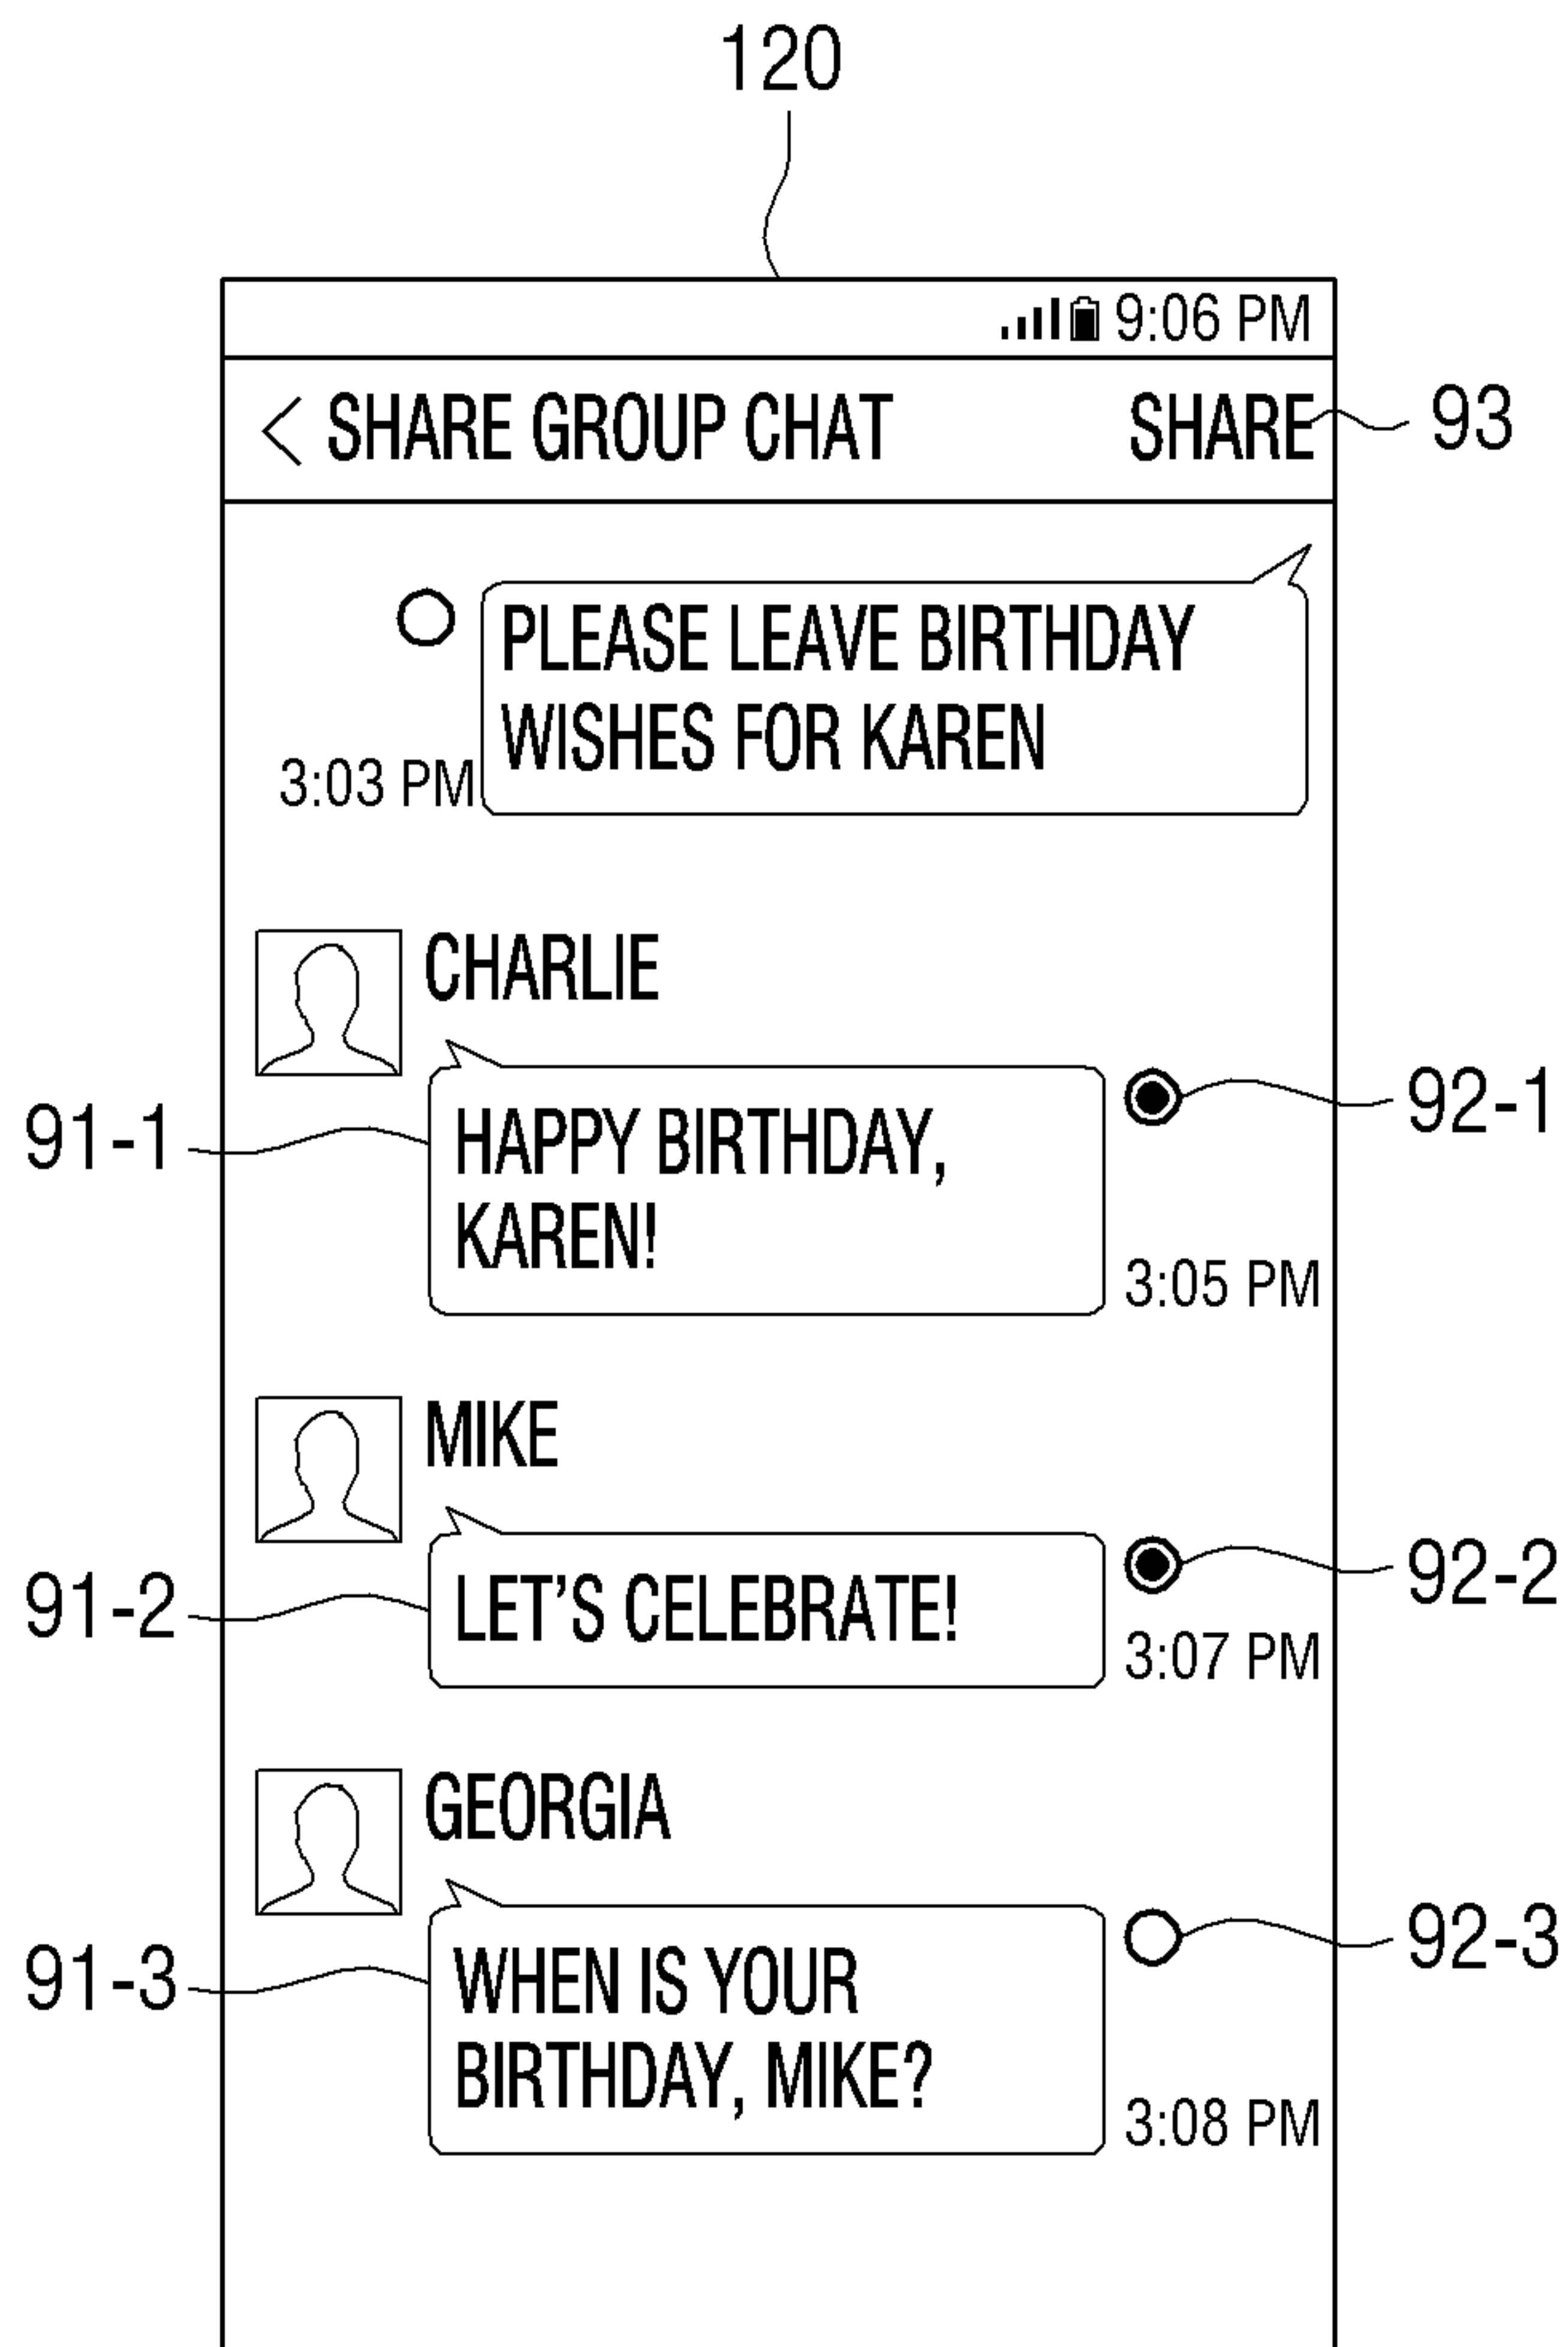 120
9:06 PM
< SHARE GROUP CHAT SHARE 93
PLEASE LEAVE BIRTHDAY
WISHES FOR KAREN
3:03 PM
CHARLIE
92-1
91-1 HAPPY BIRTHDAY,
KAREN!
3:05 PM
MIKE
92-2
91-2 LET'S CELEBRATE!
3:07 PM
GEORGIA
92-3
91-3 WHEN IS YOUR
BIRTHDAY, MIKE?
3:08 PM